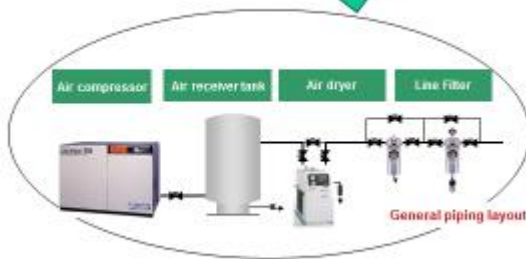 Air compressor
Air receiver tank
Air dryer
Line Filter
General piping layout